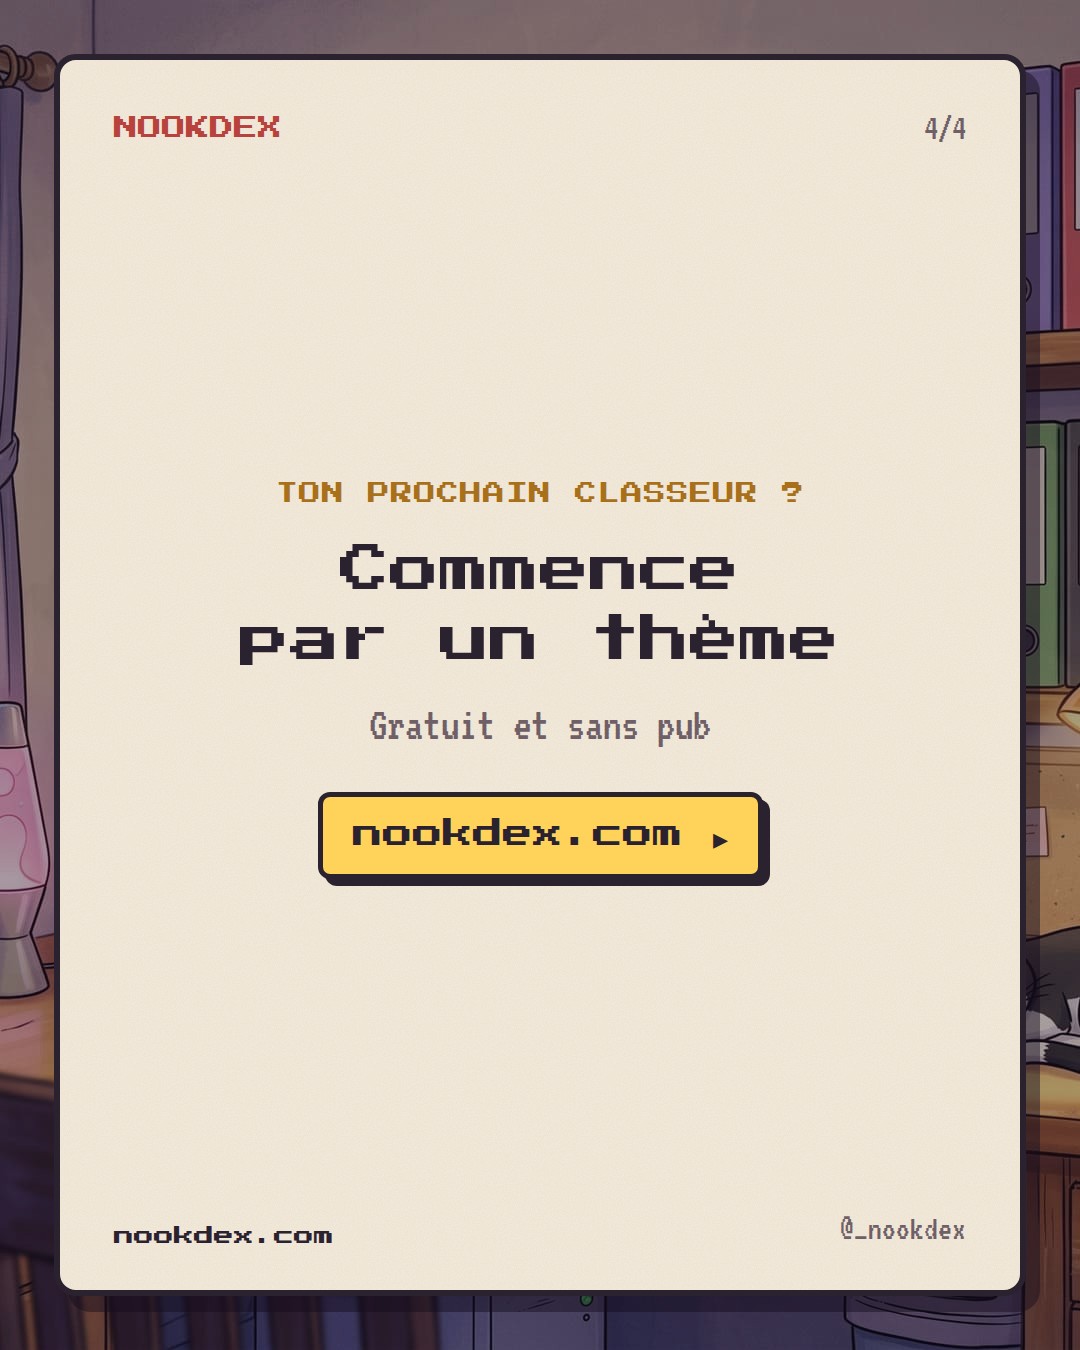 NOOKDEX
4/4
TON PROCHAIN CLASSEUR ?
Commence
par un thème
Gratuit et sans pub
nookdex.com ▶
nookdex.com
@_nookdex